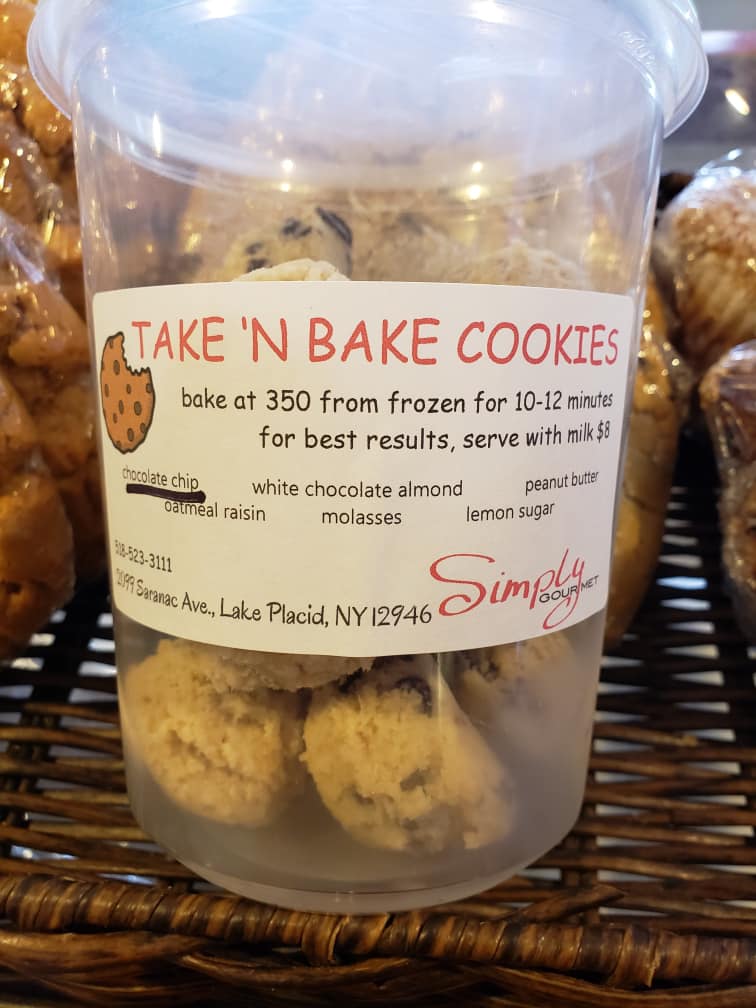 TAKE 'N BAKE COOKIES
bake at 350 from frozen for 10-12 minutes
for best results, serve with milk $8
chocolate chip white chocolate almond peanut butter
oatmeal raisin molasses lemon sugar
518-523-3111
2099 Saranac Ave., Lake Placid, NY 12946
Simply
GOURMET